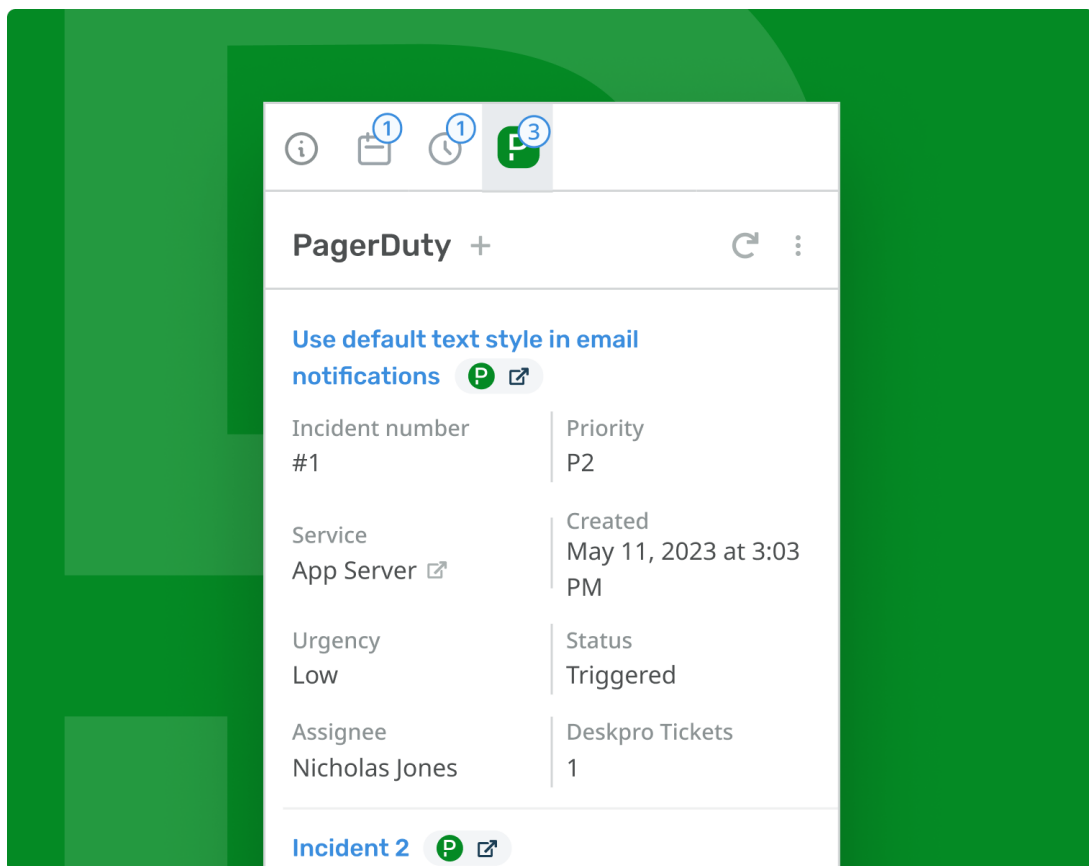 1
1
3
PagerDuty
Use default text style in email
notifications
Incident number
#1
Priority
P2
Service
App Server
Created
May 11, 2023 at 3:03
PM
Urgency
Low
Status
Triggered
Assignee
Nicholas Jones
Deskpro Tickets
1
Incident 2